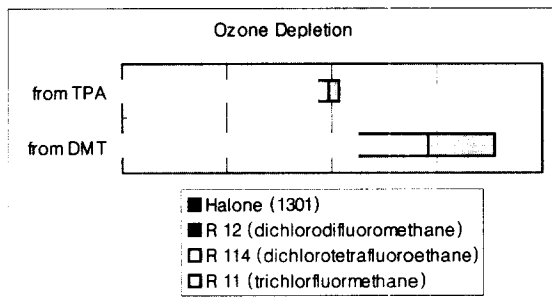 Ozone Depletion
from TPA
from DMT
Halone (1301)
R 12 (dichlorodifluoromethane)
R 114 (dichlorotetrafluoroethane)
R 11 (trichlorfluormethane)